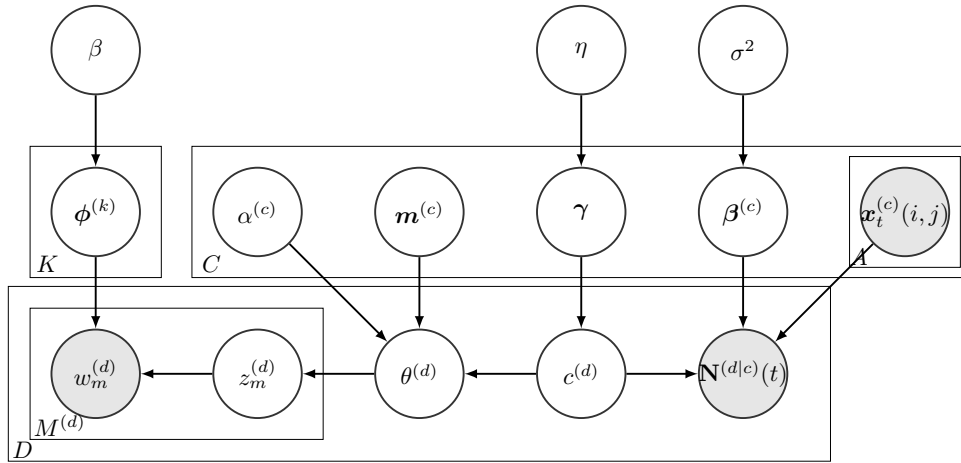 β η σ²
𝝓^{(k)} α^{(c)} 𝒎^{(c)} 𝜸 𝜷^{(c)} 𝒙_t^{(c)}(i, j)
K C A
w_m^{(d)} z_m^{(d)} θ^{(d)} c^{(d)} 𝐍^{(d|c)}(t)
M^{(d)}
D